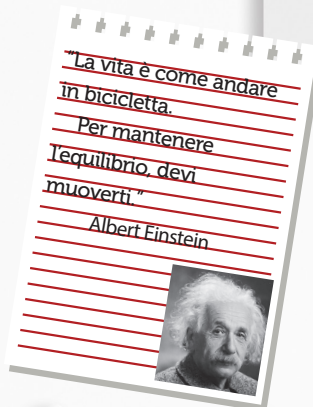 "La vita è come andare
in bicicletta.
Per mantenere
l'equilibrio, devi
muoverti."
Albert Einstein